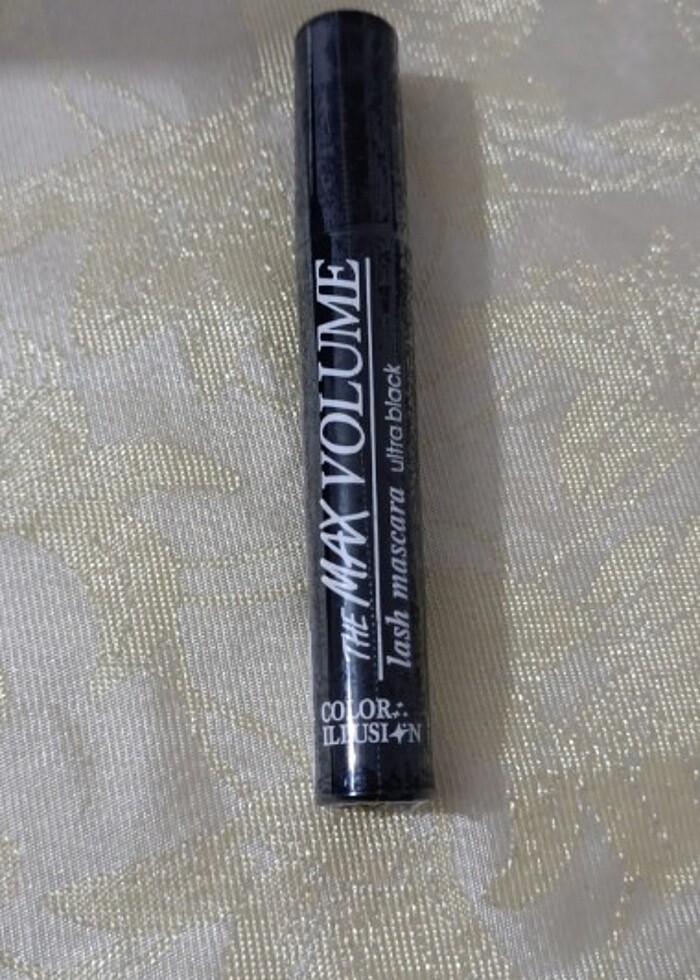 THE MAX VOLUME
lash mascara ultra black
COLOR
ILLUSION